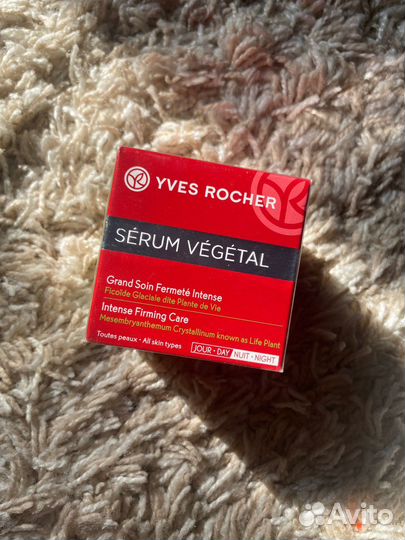 YVES ROCHER
SÉRUM VÉGÉTAL
Grand Soin Fermeté Intense
Ficoïde Glaciale dite Plante de Vie
Intense Firming Care
Mesembryanthemum Crystallinum known as Life Plant
Toutes peaux • All skin types
JOUR • DAY NUIT • NIGHT
Avito